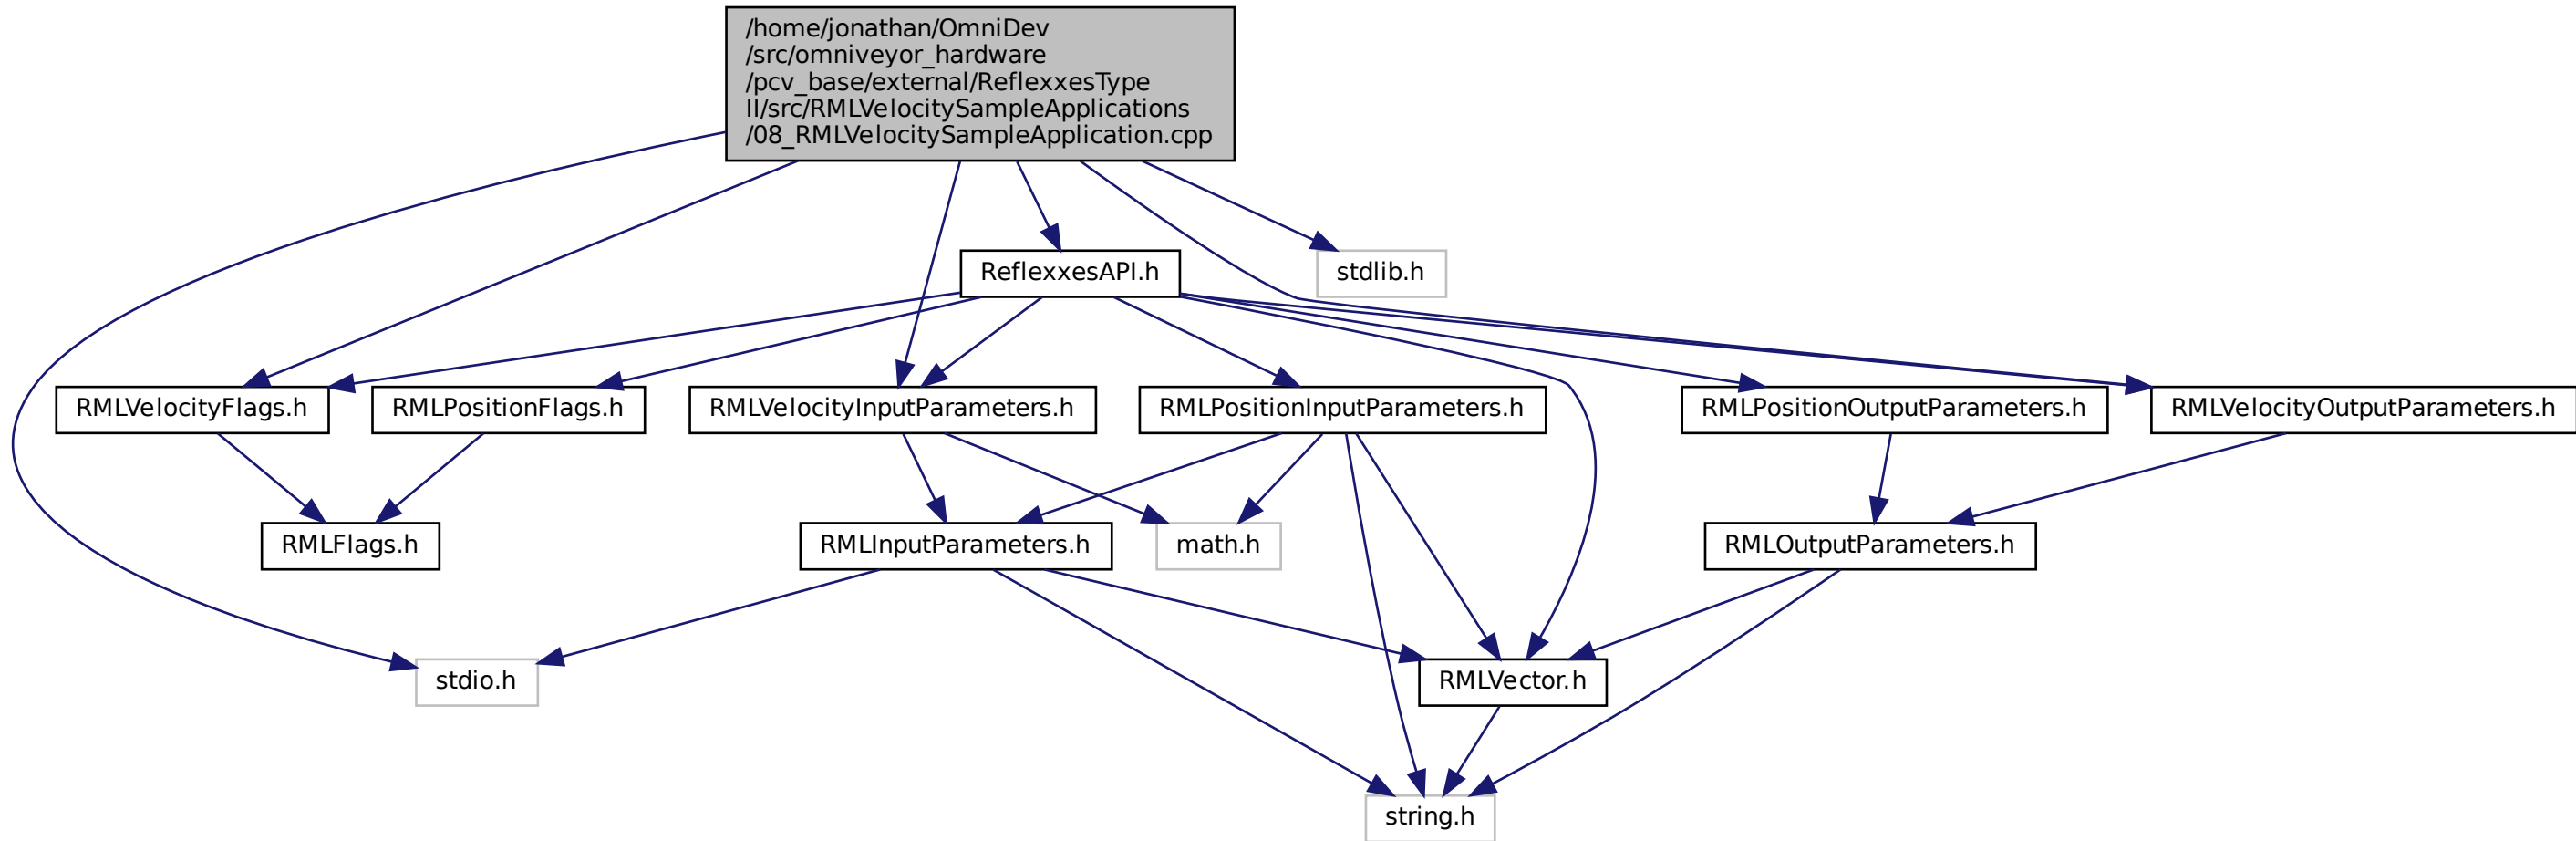 /home/jonathan/OmniDev
/src/omniveyor_hardware
/pcv_base/external/ReflexxesType
II/src/RMLVelocitySampleApplications
/08_RMLVelocitySampleApplication.cpp
ReflexxesAPI.h
stdlib.h
RMLVelocityFlags.h
RMLPositionFlags.h
RMLVelocityInputParameters.h
RMLPositionInputParameters.h
RMLPositionOutputParameters.h
RMLVelocityOutputParameters.h
RMLFlags.h
RMLInputParameters.h
math.h
RMLOutputParameters.h
stdio.h
RMLVector.h
string.h